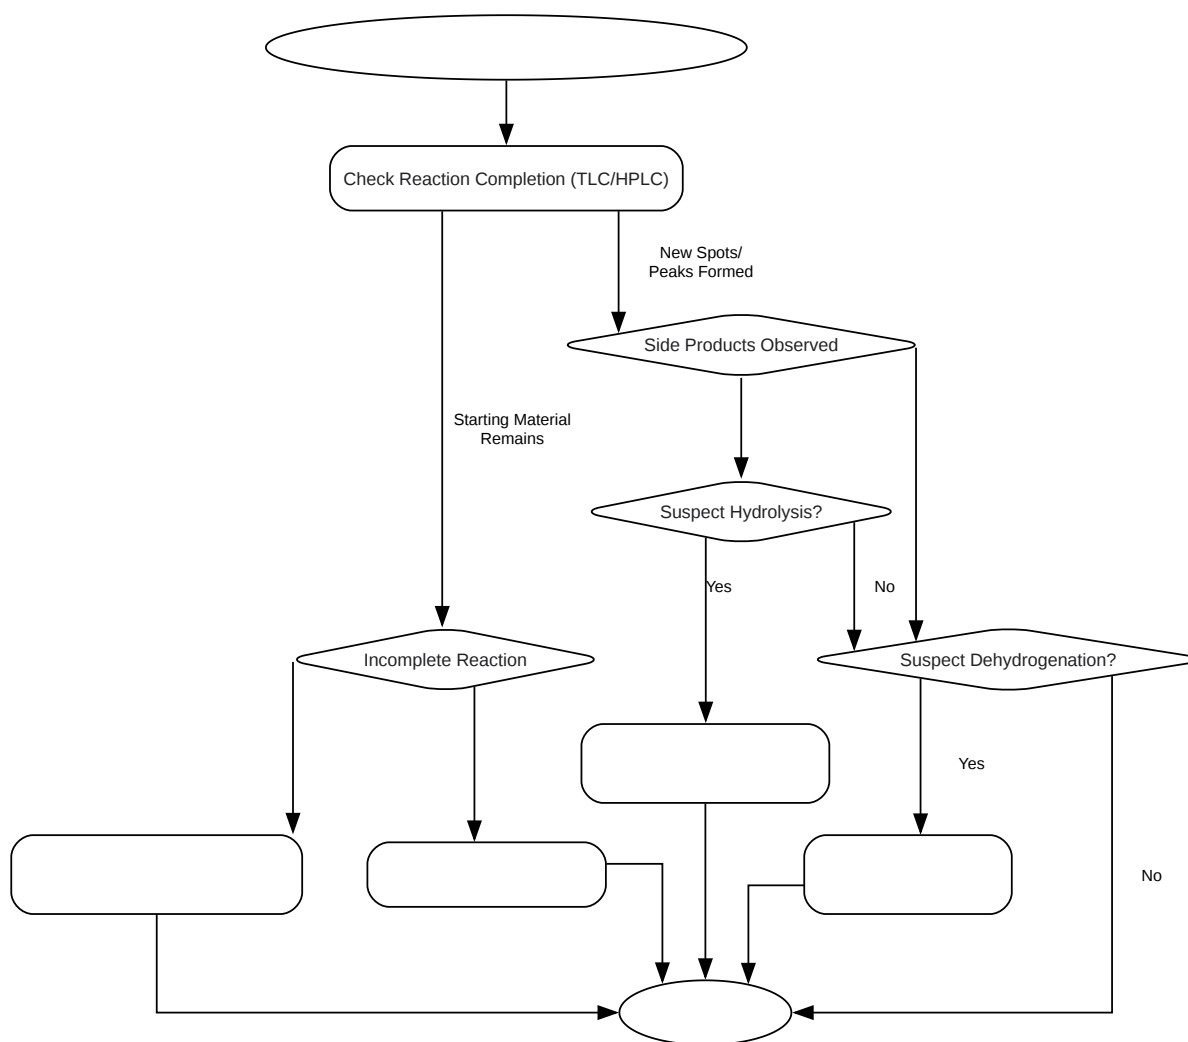 Check Reaction Completion (TLC/HPLC)
New Spots/
Peaks Formed
Side Products Observed
Starting Material
Remains
Suspect Hydrolysis?
Yes
No
Incomplete Reaction
Suspect Dehydrogenation?
Yes
No